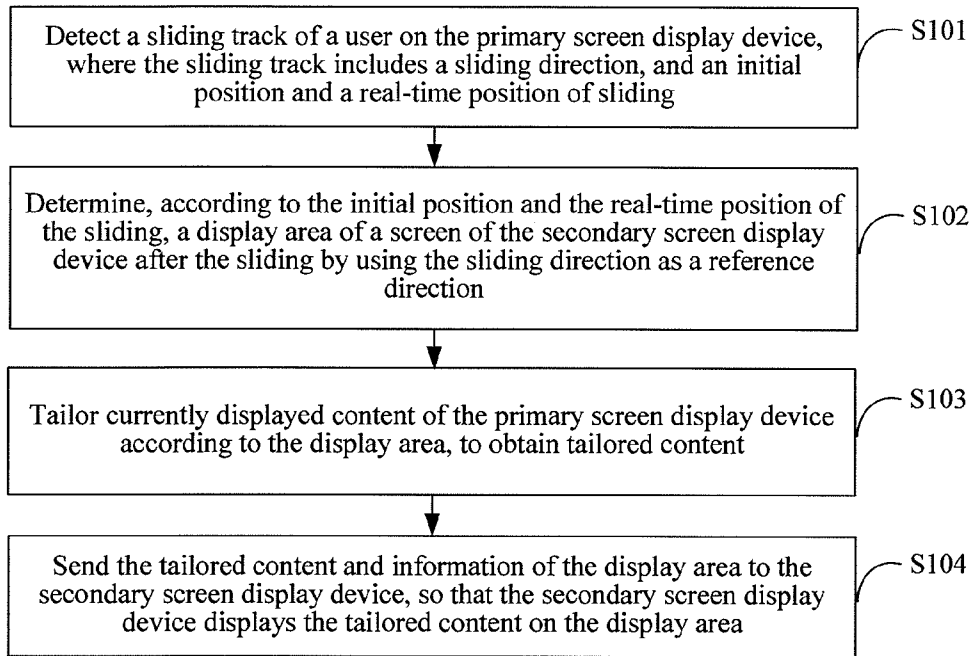 Detect a sliding track of a user on the primary screen display device,
where the sliding track includes a sliding direction, and an initial
position and a real-time position of sliding
S101
Determine, according to the initial position and the real-time position of
the sliding, a display area of a screen of the secondary screen display
device after the sliding by using the sliding direction as a reference
direction
S102
Tailor currently displayed content of the primary screen display device
according to the display area, to obtain tailored content
S103
Send the tailored content and information of the display area to the
secondary screen display device, so that the secondary screen display
device displays the tailored content on the display area
S104